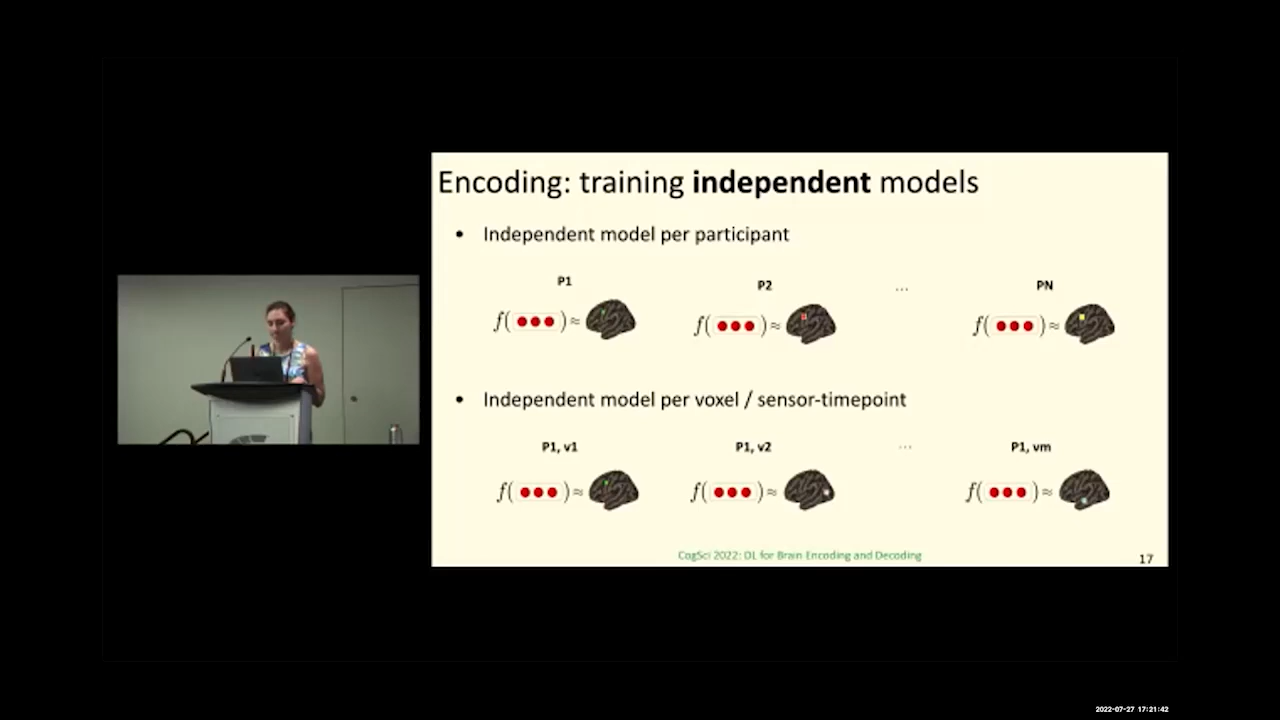 Encoding: training independent models
• Independent model per participant
P1 P2 ... PN
f( ) ≈ f( ) ≈ f( ) ≈
• Independent model per voxel / sensor-timepoint
P1, v1 P1, v2 ... P1, vm
f( ) ≈ f( ) ≈ f( ) ≈
CogSci 2022: DL for Brain Encoding and Decoding
17
2022-07-27 17:21:42